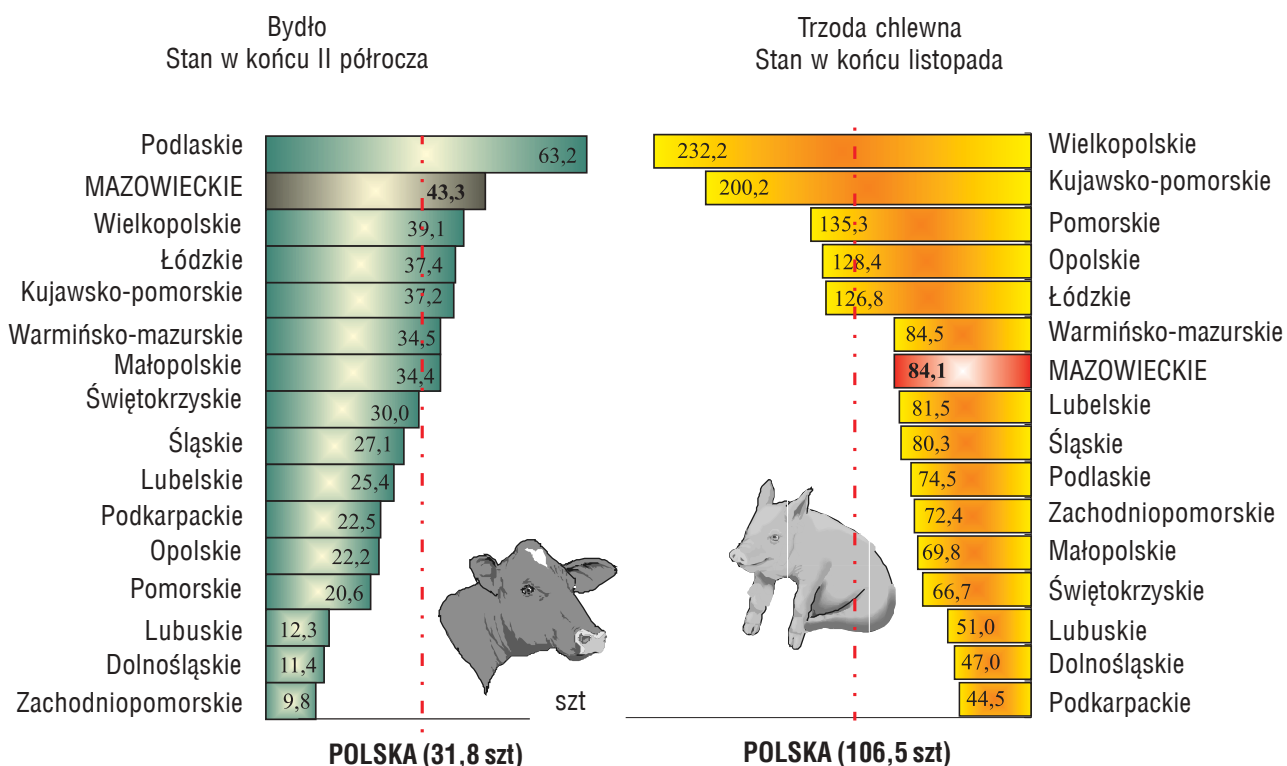 Bydło
Stan w końcu II półrocza
Podlaskie 63,2
MAZOWIECKIE 43,3
Wielkopolskie 39,1
Łódzkie 37,4
Kujawsko-pomorskie 37,2
Warmińsko-mazurskie 34,5
Małopolskie 34,4
Świętokrzyskie 30,0
Śląskie 27,1
Lubelskie 25,4
Podkarpackie 22,5
Opolskie 22,2
Pomorskie 20,6
Lubuskie 12,3
Dolnośląskie 11,4
Zachodniopomorskie 9,8
szt
POLSKA (31,8 szt)
Trzoda chlewna
Stan w końcu listopada
232,2 Wielkopolskie
200,2 Kujawsko-pomorskie
135,3 Pomorskie
128,4 Opolskie
126,8 Łódzkie
84,5 Warmińsko-mazurskie
84,1 MAZOWIECKIE
81,5 Lubelskie
80,3 Śląskie
74,5 Podlaskie
72,4 Zachodniopomorskie
69,8 Małopolskie
66,7 Świętokrzyskie
51,0 Lubuskie
47,0 Dolnośląskie
44,5 Podkarpackie
POLSKA (106,5 szt)